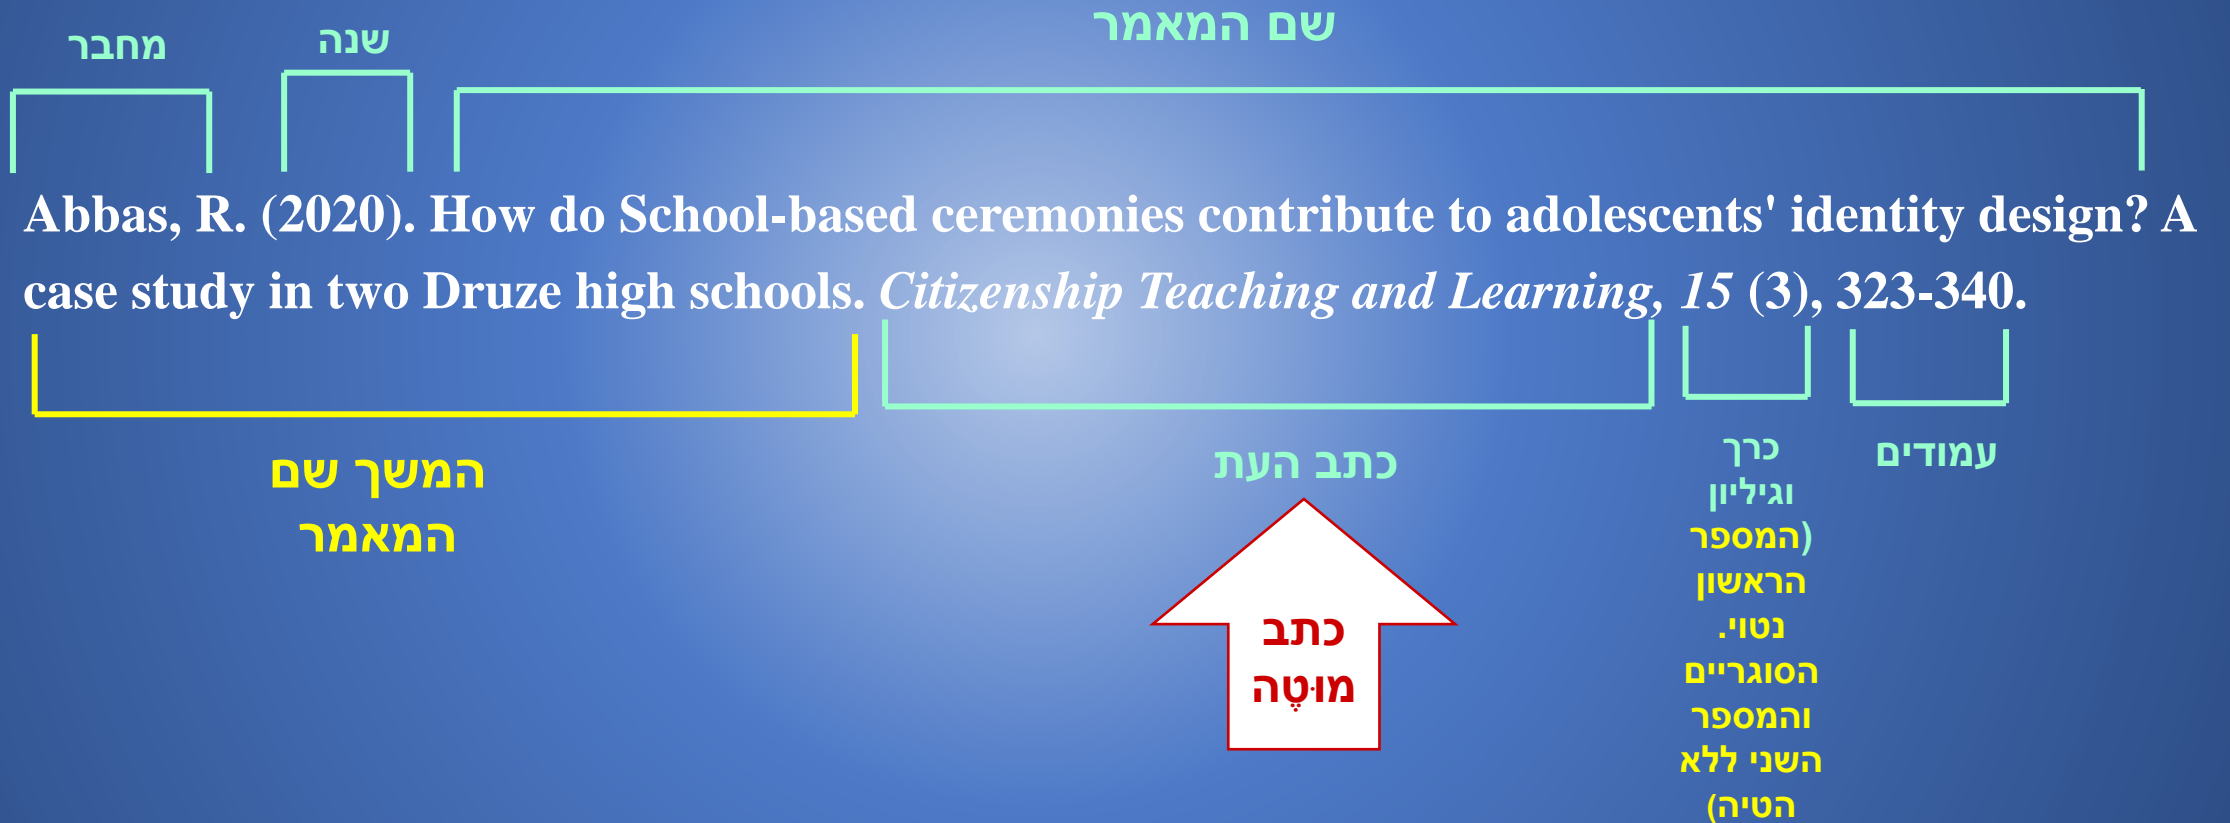 שם המאמר
שנה
מחבר
Abbas, R. (2020). How do School-based ceremonies contribute to adolescents' identity design? A
case study in two Druze high schools. Citizenship Teaching and Learning, 15 (3), 323-340.
המשך שם
המאמר
כתב העת
כתב
מוּטֶה
כרך
וגיליון
(המספר
הראשון
נטוי.
הסוגריים
והמספר
השני ללא
הטיה)
עמודים